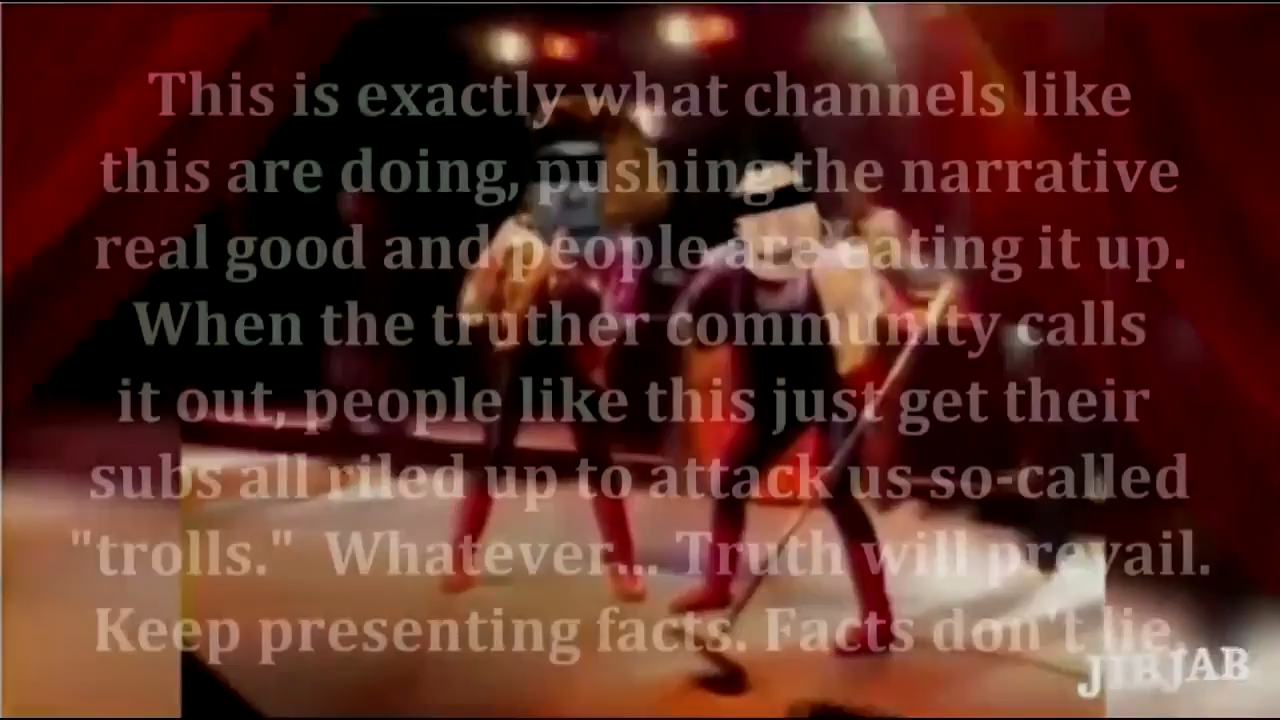 This is exactly what channels like
this are doing, pushing the narrative
real good and people are eating it up.
When the truther community calls
it out, people like this just get their
subs all riled up to attack us so-called
"trolls."  Whatever... Truth will prevail.
Keep presenting facts. Facts don't lie.
JIBJAB